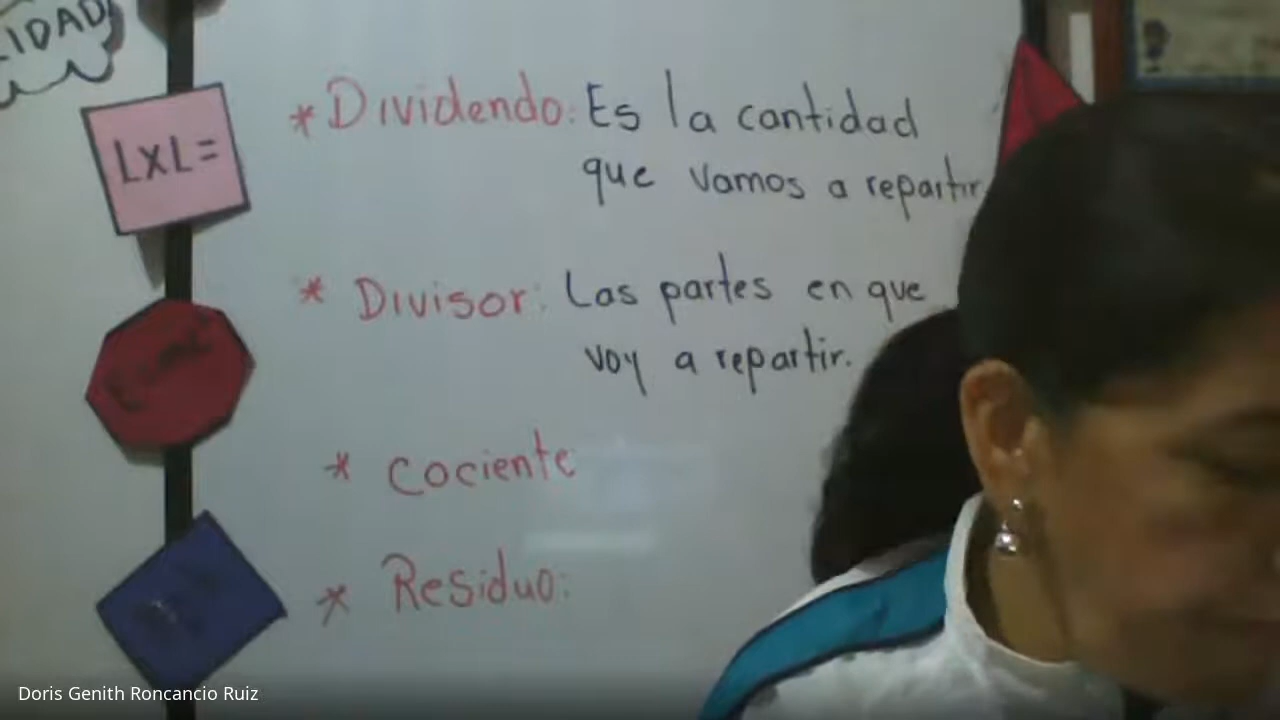 IDAD
LxL=
* Dividendo: Es la cantidad
que vamos a repartir
* Divisor: Las partes en que
voy a repartir.
* Cociente
* Residuo:
Doris Genith Roncancio Ruiz